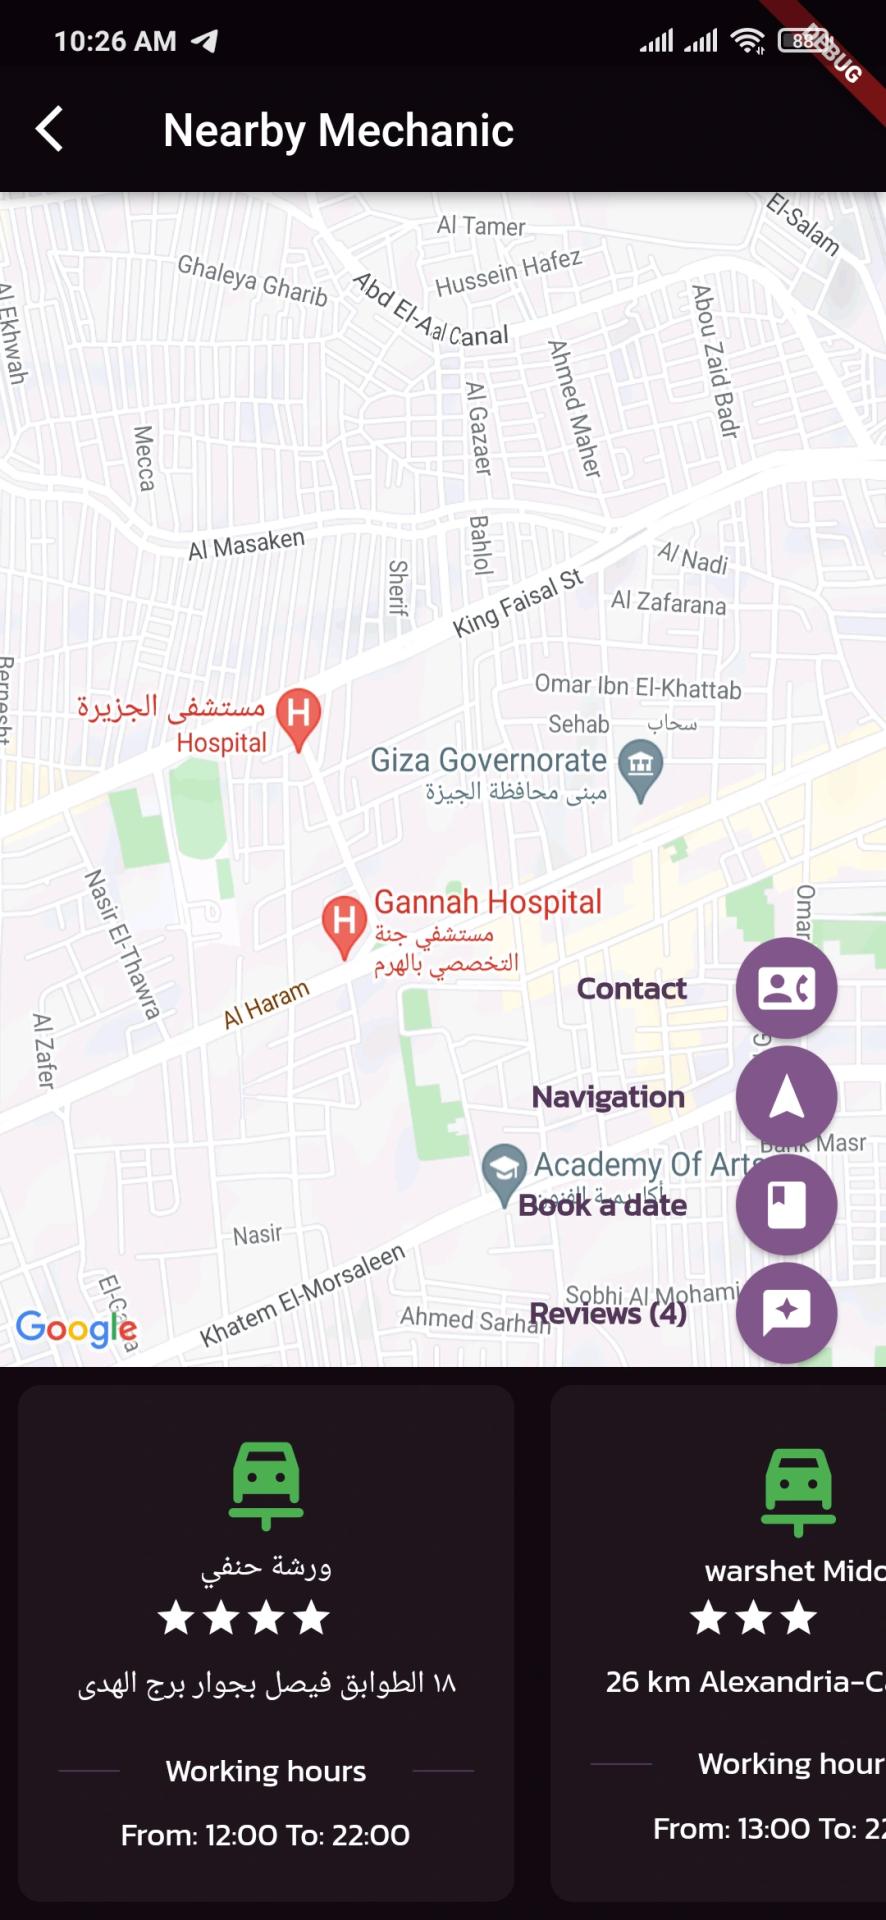 10:26 AM
88
DEBUG
Nearby Mechanic
El-Salam
Al Tamer
Hussein Hafez
Ghaleya Gharib
Abd El-Aal Canal
Al Ekhwah
Abou Zaid Badr
Ahmed Maher
Al Gazaer
Mecca
Bahlol
Al Masaken
Al Nadi
Sherif
King Faisal St
Al Zafarana
Omar Ibn El-Khattab
مستشفى الجزيرة
Hospital
Sehab سحاب
Giza Governorate
مبنى محافظة الجيزة
Gannah Hospital
مستشفي جنة
التخصصي بالهرم
Omar
Nasir El-Thawra
Al Haram
Al Zafer
Contact
Navigation
Bank Masr
Academy Of Arts
أكاديمية الفنون
Book a date
Nasir
Khatem El-Morsaleen
Sobhi Al Mohami
Ahmed Sarhan
Reviews (4)
Google
ورشة حنفي
١٨ الطوابق فيصل بجوار برج الهدى
Working hours
From: 12:00 To: 22:00
warshet Mido
26 km Alexandria-Ca
Working hour
From: 13:00 To: 22